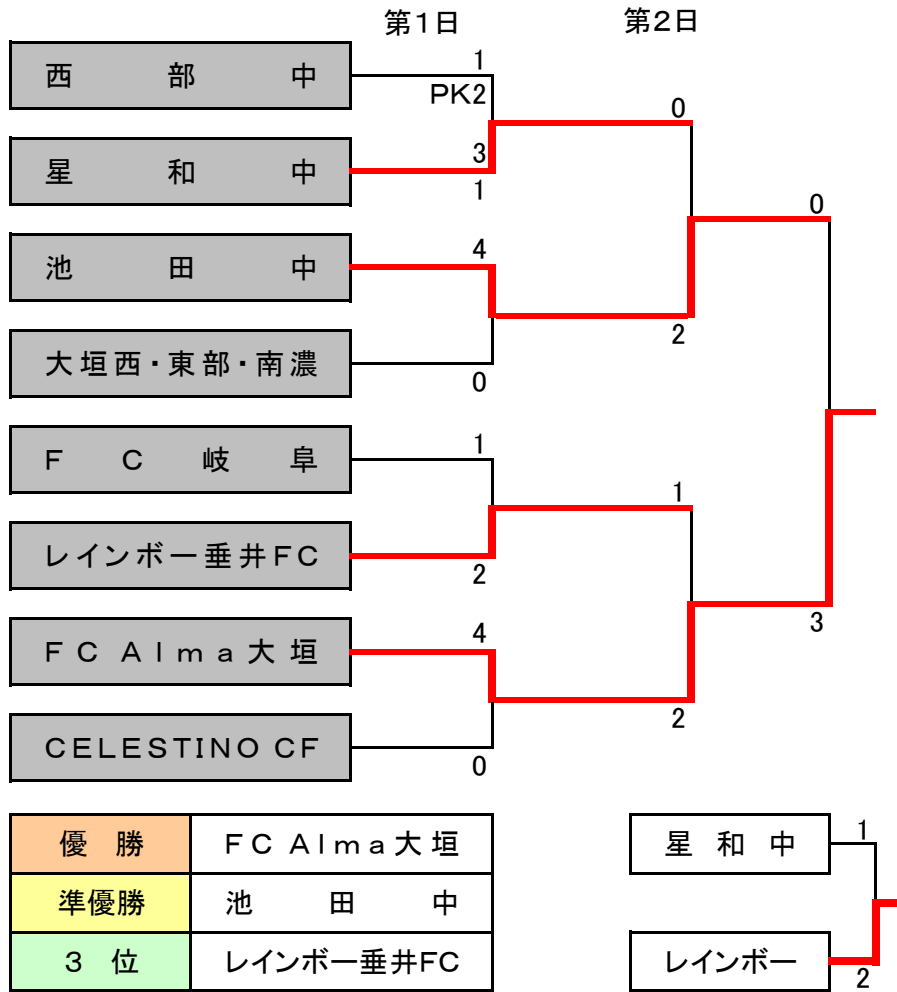 第1日 第2日
1
西部中
PK2
0
3
星和中
1
0
4
池田中
2
大垣西・東部・南濃
0
1
FC岐阜
1
レインボー垂井FC
2
4
3
FC Alma大垣
2
CELESTINO CF
0
優勝 FC Alma大垣
星和中 1
準優勝 池田中
3位 レインボー垂井FC
レインボー 2